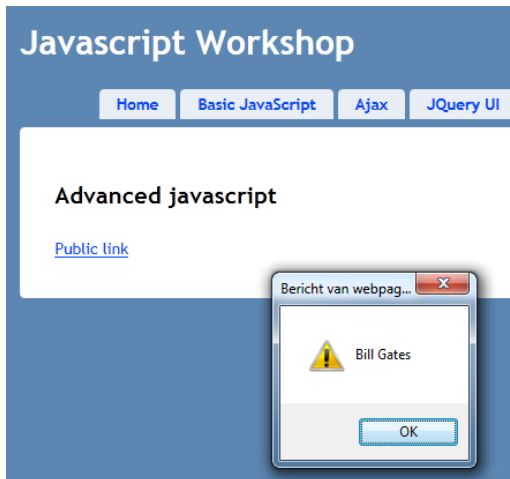 Javascript Workshop
Home Basic JavaScript Ajax JQuery UI
Advanced javascript
Public link
Bericht van webpag...
Bill Gates
OK